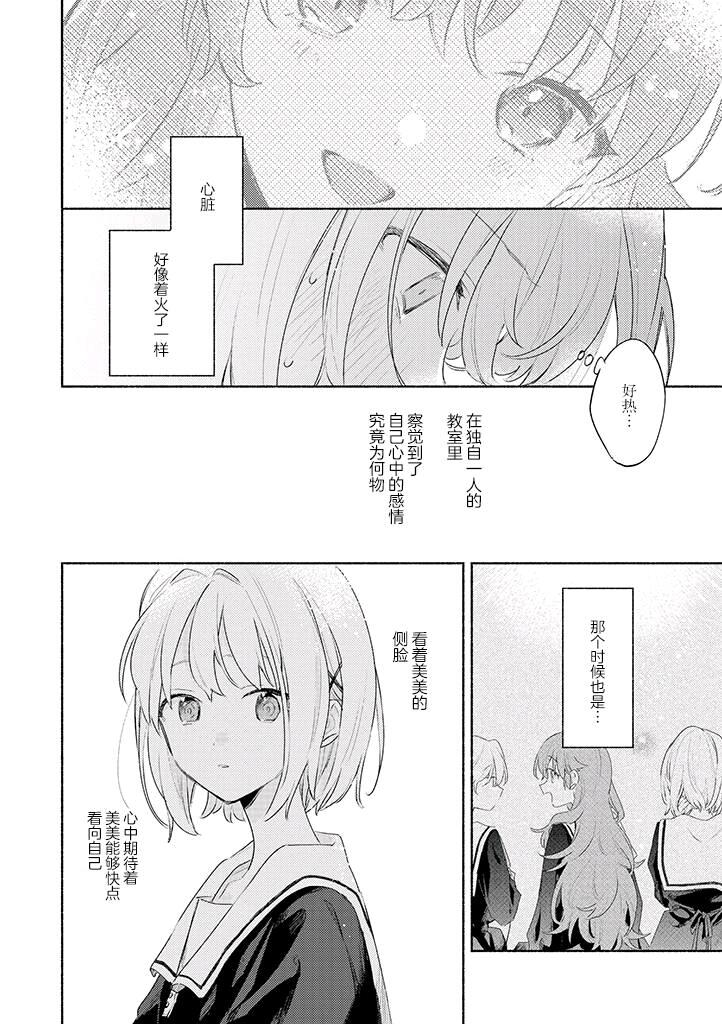 心脏
好像着火了一样
好热…
在独自一人的
教室里
察觉到了
自己心中的感情
究竟为何物
那个时候也是…
看着美美的
侧脸
心中期待着
美美能够快点
看向自己